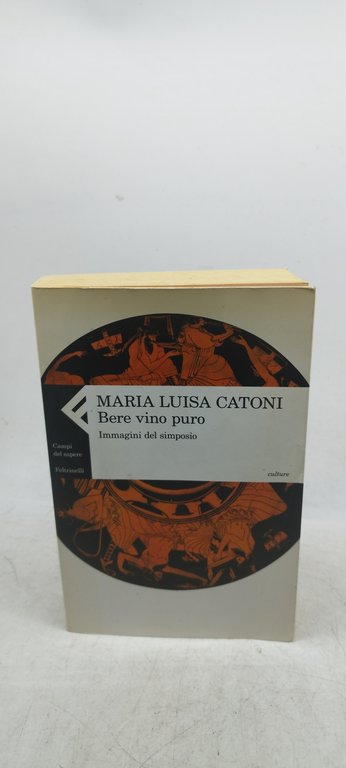 MARIA LUISA CATONI
Bere vino puro
Immagini del simposio
Campi
del sapere
Feltrinelli
culture